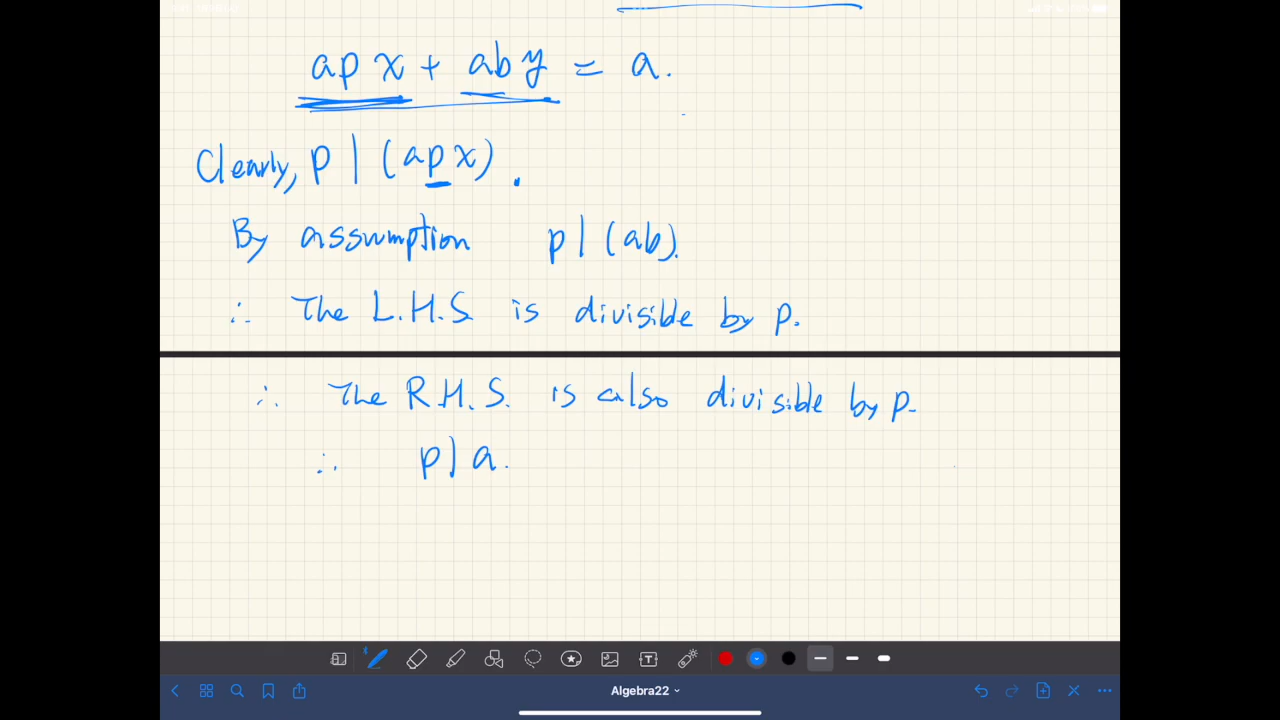 apx + aby = a.
Clearly, p | (apx).
By assumption p | (ab).
∴ The L.H.S. is divisible by p.
∴ The R.H.S. is also divisible by p.
∴ p | a.
Algebra22